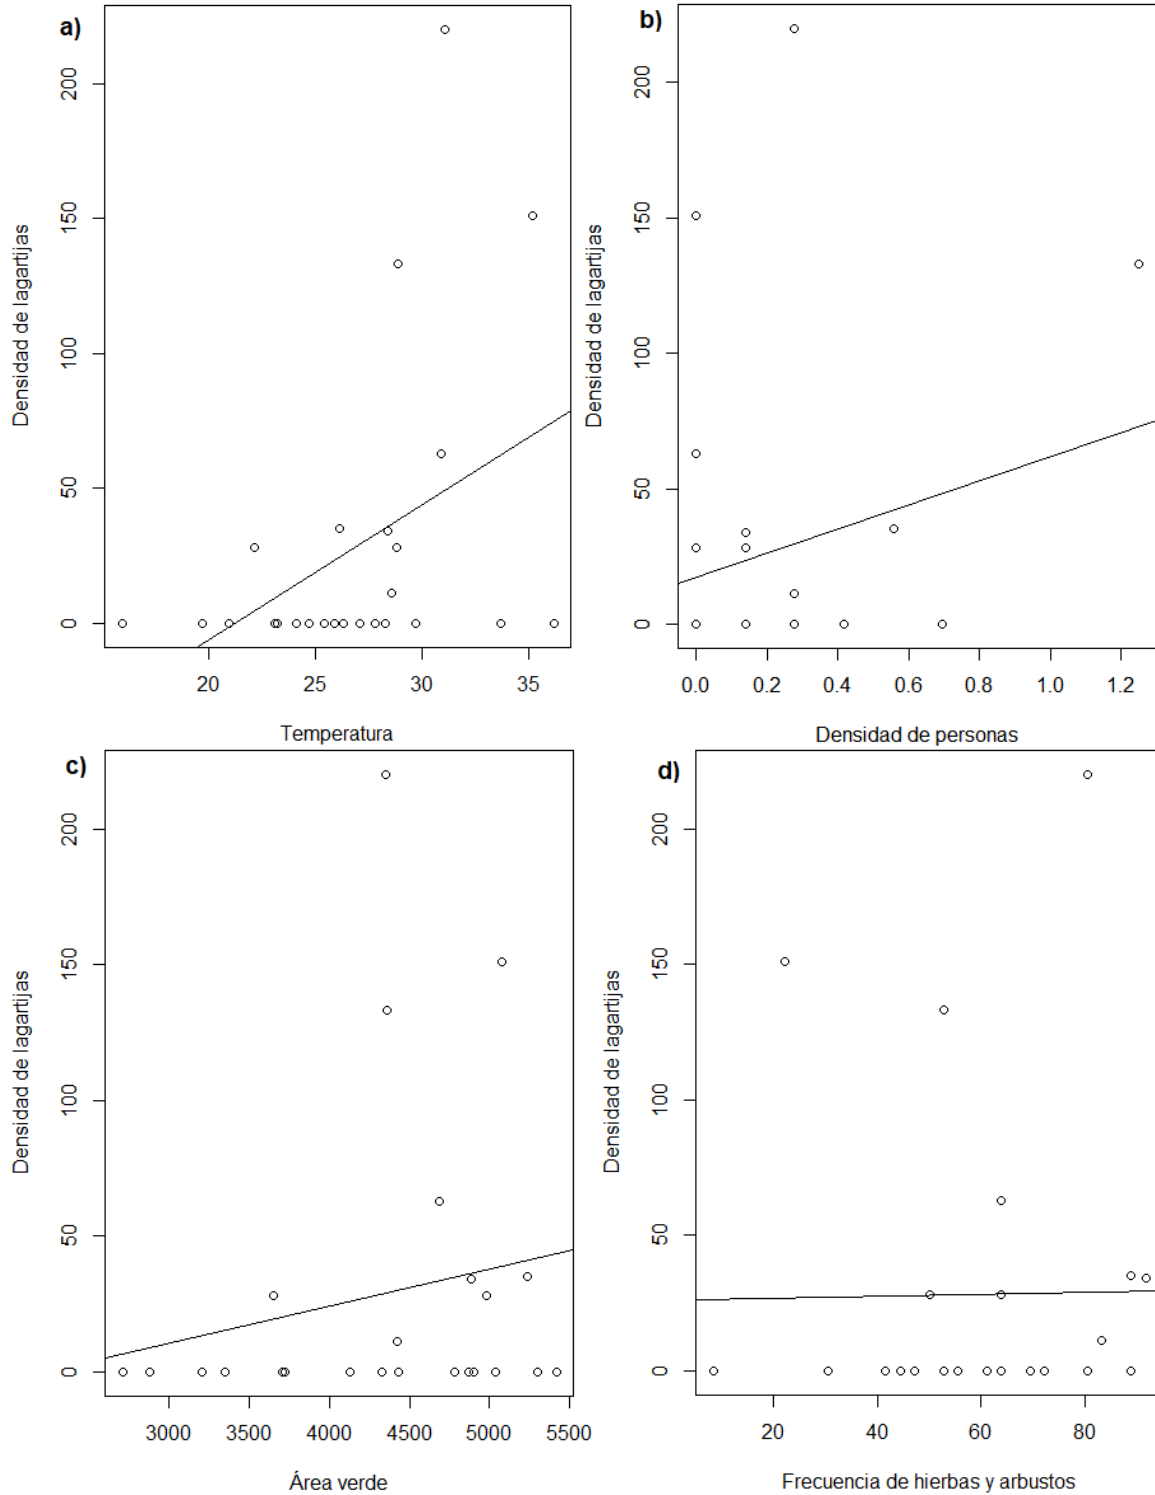 a)
Densidad de lagartijas
200
150
100
50
0
20 25 30 35
Temperatura
b)
Densidad de lagartijas
200
150
100
50
0
0.0 0.2 0.4 0.6 0.8 1.0 1.2
Densidad de personas
c)
Densidad de lagartijas
200
150
100
50
0
3000 3500 4000 4500 5000 5500
Área verde
d)
Densidad de lagartijas
200
150
100
50
0
20 40 60 80
Frecuencia de hierbas y arbustos